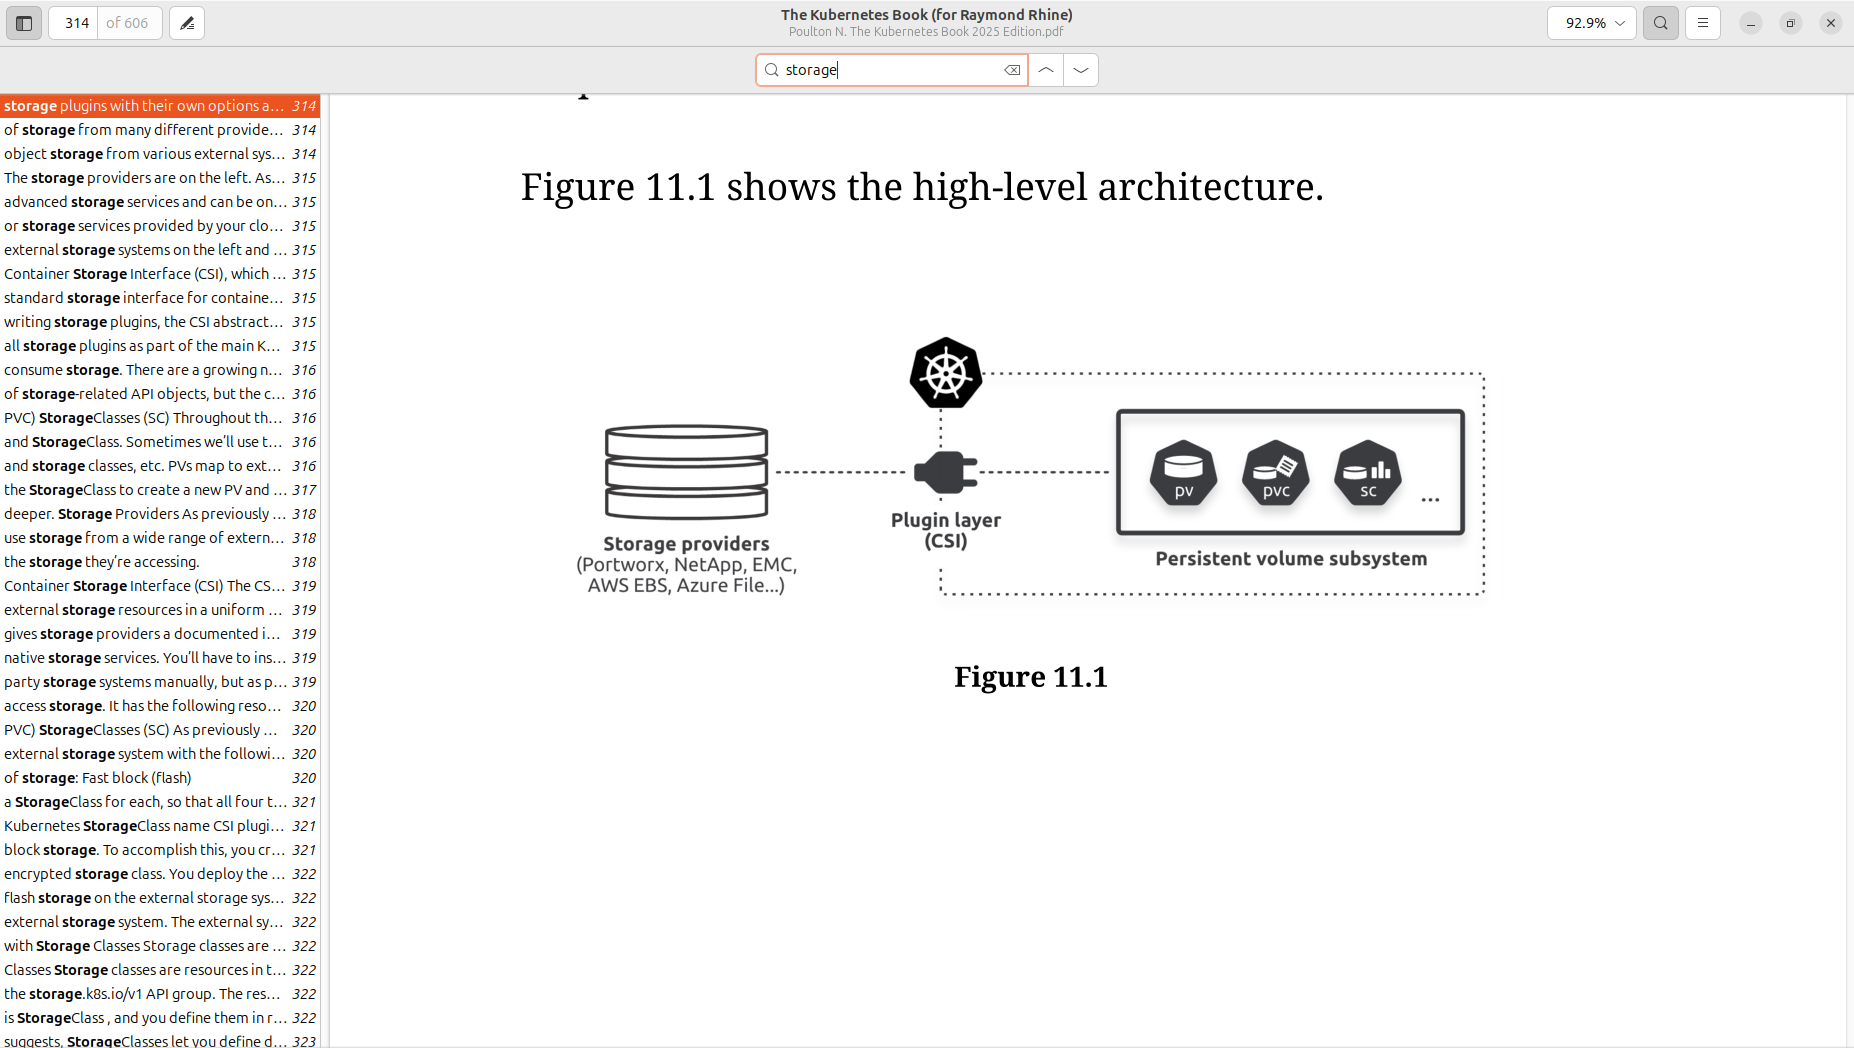 314
of 606
The Kubernetes Book (for Raymond Rhine)
Poulton N. The Kubernetes Book 2025 Edition.pdf
92.9%
storage
storage plugins with their own options a... 314
of storage from many different provide... 314
object storage from various external sys... 314
The storage providers are on the left. As... 315
advanced storage services and can be on... 315
or storage services provided by your clo... 315
external storage systems on the left and ... 315
Container Storage Interface (CSI), which ... 315
standard storage interface for containe... 315
writing storage plugins, the CSI abstract... 315
all storage plugins as part of the main K... 315
consume storage. There are a growing n... 316
of storage-related API objects, but the c... 316
PVC) StorageClasses (SC) Throughout th... 316
and StorageClass. Sometimes we'll use t... 316
and storage classes, etc. PVs map to ext... 316
the StorageClass to create a new PV and ... 317
deeper. Storage Providers As previously ... 318
use storage from a wide range of extern... 318
the storage they're accessing. 318
Container Storage Interface (CSI) The CS... 319
external storage resources in a uniform ... 319
gives storage providers a documented i... 319
native storage services. You'll have to ins... 319
party storage systems manually, but as p... 319
access storage. It has the following reso... 320
PVC) StorageClasses (SC) As previously ... 320
external storage system with the followi... 320
of storage: Fast block (flash) 320
a StorageClass for each, so that all four t... 321
Kubernetes StorageClass name CSI plugi... 321
block storage. To accomplish this, you cr... 321
encrypted storage class. You deploy the ... 322
flash storage on the external storage sys... 322
external storage system. The external sy... 322
with Storage Classes Storage classes are ... 322
Classes Storage classes are resources in t... 322
the storage.k8s.io/v1 API group. The res... 322
is StorageClass , and you define them in r... 322
suggests, StorageClasses let you define d... 323
Figure 11.1 shows the high-level architecture.
pv
pvc
sc
...
Plugin layer
(CSI)
Storage providers
(Portworx, NetApp, EMC,
AWS EBS, Azure File...)
Persistent volume subsystem
Figure 11.1